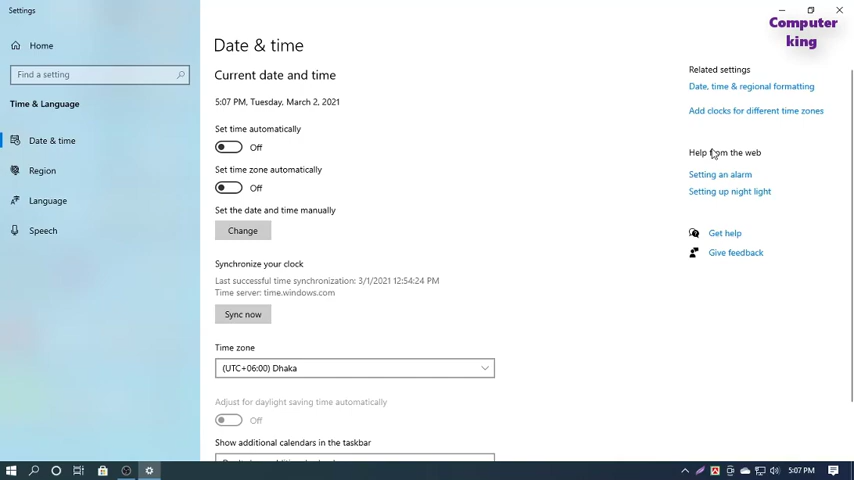 Settings
Computer
king
Home
Find a setting
Time & Language
Date & time
Region
Language
Speech
Date & time
Current date and time
5:07 PM, Tuesday, March 2, 2021
Set time automatically
Off
Set time zone automatically
Off
Set the date and time manually
Change
Synchronize your clock
Last successful time synchronization: 3/1/2021 12:54:24 PM
Time server: time.windows.com
Sync now
Time zone
(UTC+06:00) Dhaka
Adjust for daylight saving time automatically
Off
Show additional calendars in the taskbar
Related settings
Date, time & regional formatting
Add clocks for different time zones
Help from the web
Setting an alarm
Setting up night light
Get help
Give feedback
5:07 PM